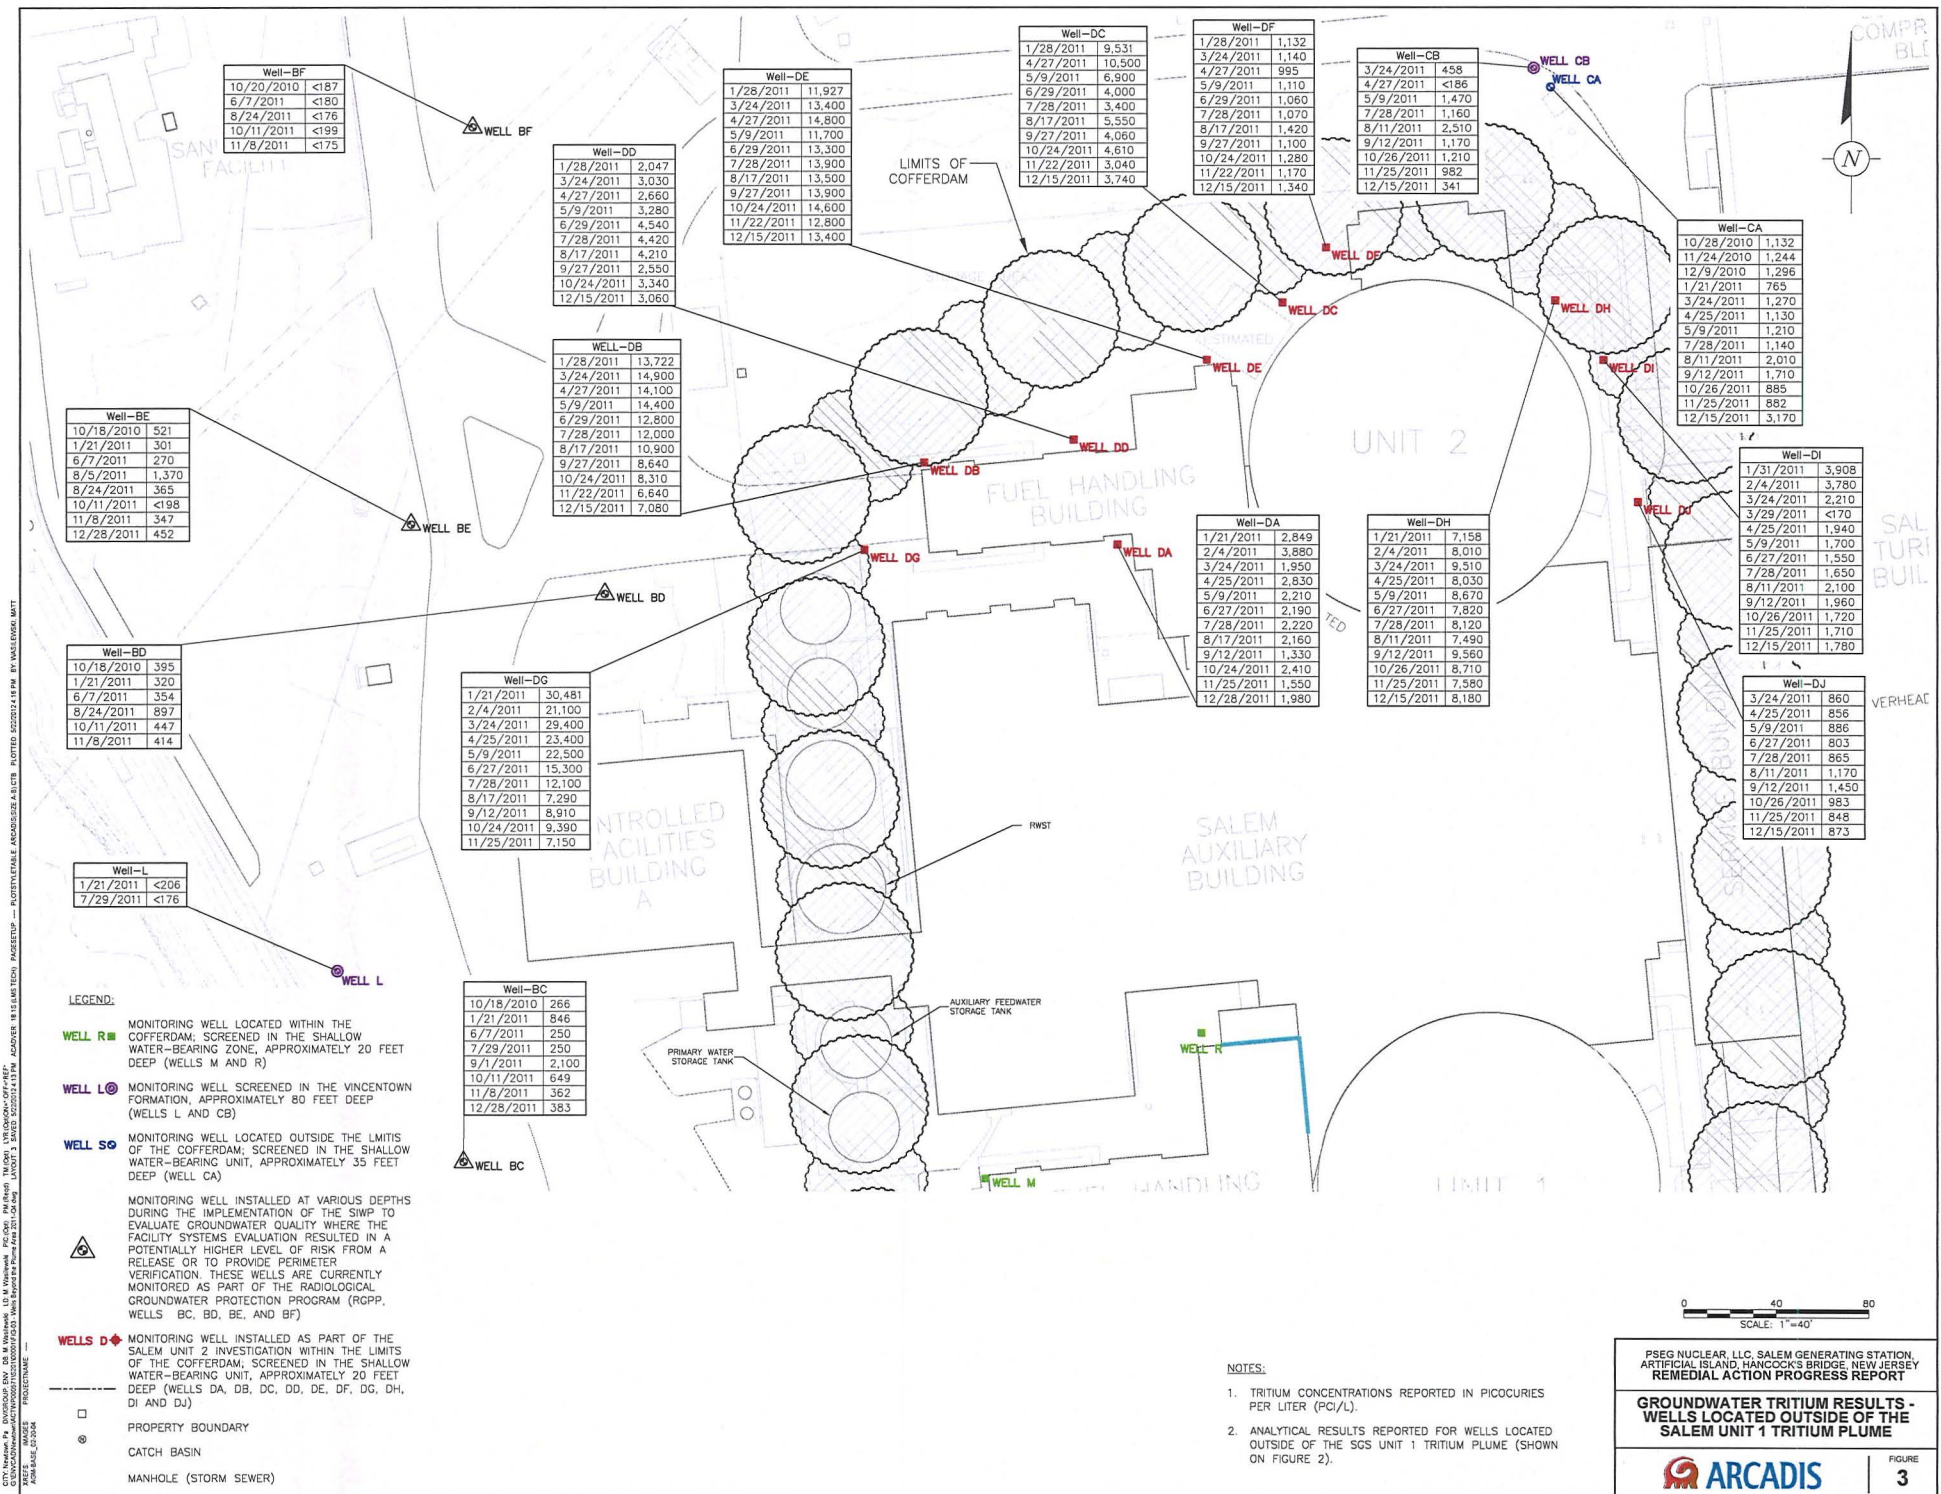 Well-BF
10/20/2010 <187
6/7/2011 <180
8/24/2011 <176
10/11/2011 <199
11/8/2011 <175
WELL BF
Well-DD
1/28/2011 2,047
3/24/2011 3,030
4/27/2011 2,660
5/9/2011 3,280
6/29/2011 4,540
7/28/2011 4,420
8/17/2011 4,210
9/27/2011 2,550
10/24/2011 3,340
12/15/2011 3,060
Well-DE
1/28/2011 11,927
3/24/2011 13,400
4/27/2011 14,800
5/9/2011 11,700
6/29/2011 13,300
7/28/2011 13,900
8/17/2011 13,500
9/27/2011 13,900
10/24/2011 14,600
11/22/2011 12,800
12/15/2011 13,400
LIMITS OF
COFFERDAM
Well-DC
1/28/2011 9,531
4/27/2011 10,500
5/9/2011 6,900
6/29/2011 4,000
7/28/2011 3,400
8/17/2011 5,550
9/27/2011 4,060
10/24/2011 4,610
11/22/2011 3,040
12/15/2011 3,740
Well-DF
1/28/2011 1,132
3/24/2011 1,140
4/27/2011 995
5/9/2011 1,110
6/29/2011 1,060
7/28/2011 1,070
8/17/2011 1,420
9/27/2011 1,100
10/24/2011 1,280
11/22/2011 1,170
12/15/2011 1,340
Well-CB
3/24/2011 458
4/27/2011 <186
5/9/2011 1,470
7/28/2011 1,160
8/11/2011 2,510
9/12/2011 1,170
10/26/2011 1,210
11/25/2011 982
12/15/2011 341
WELL CB
WELL CA
COMPR
N
Well-CA
10/28/2010 1,132
11/24/2010 1,244
12/9/2010 1,296
1/21/2011 765
3/24/2011 1,270
4/25/2011 1,130
5/9/2011 1,210
7/28/2011 1,140
8/11/2011 2,010
9/12/2011 1,710
10/26/2011 885
11/25/2011 882
12/15/2011 3,170
WELL DF
WELL DC
WELL DH
WELL DE
WELL DI
ESTIMATED
WELL-DB
1/28/2011 13,722
3/24/2011 14,900
4/27/2011 14,100
5/9/2011 14,400
6/29/2011 12,800
7/28/2011 12,000
8/17/2011 10,900
9/27/2011 8,640
10/24/2011 8,310
11/22/2011 6,640
12/15/2011 7,080
Well-BE
10/18/2010 521
1/21/2011 301
6/7/2011 270
8/5/2011 1,370
8/24/2011 365
10/11/2011 <198
11/8/2011 347
12/28/2011 452
WELL BE
WELL DD
WELL DB
UNIT 2
FUEL HANDLING
BUILDING
WELL DJ
Well-DI
1/31/2011 3,908
2/4/2011 3,780
3/24/2011 2,210
3/29/2011 <170
4/25/2011 1,940
5/9/2011 1,700
6/27/2011 1,550
7/28/2011 1,650
8/11/2011 2,100
9/12/2011 1,960
10/26/2011 1,720
11/25/2011 1,710
12/15/2011 1,780
WELL DG
WELL DA
WELL BD
Well-DA
1/21/2011 2,849
2/4/2011 3,880
3/24/2011 1,950
4/25/2011 2,830
5/9/2011 2,210
6/27/2011 2,190
7/28/2011 2,220
8/17/2011 2,160
9/12/2011 1,330
10/24/2011 2,410
11/25/2011 1,550
12/28/2011 1,980
TED
Well-DH
1/21/2011 7,158
2/4/2011 8,010
3/24/2011 9,510
4/25/2011 8,030
5/9/2011 8,670
6/27/2011 7,820
7/28/2011 8,120
8/11/2011 7,490
9/12/2011 9,560
10/26/2011 8,710
11/25/2011 7,580
12/15/2011 8,180
Well-BD
10/18/2010 395
1/21/2011 320
6/7/2011 354
8/24/2011 897
10/11/2011 447
11/8/2011 414
Well-DG
1/21/2011 30,481
2/4/2011 21,100
3/24/2011 29,400
4/25/2011 23,400
5/9/2011 22,500
6/27/2011 15,300
7/28/2011 12,100
8/17/2011 7,290
9/12/2011 8,910
10/24/2011 9,390
11/25/2011 7,150
Well-DJ
3/24/2011 860
4/25/2011 856
5/9/2011 886
6/27/2011 803
7/28/2011 865
8/11/2011 1,170
9/12/2011 1,450
10/26/2011 983
11/25/2011 848
12/15/2011 873
VERHEAD
NTROLLED
ACILITIES
BUILDING
A
RWST
SALEM
AUXILIARY
BUILDING
Well-L
1/21/2011 <206
7/29/2011 <176
WELL L
Well-BC
10/18/2010 266
1/21/2011 846
6/7/2011 250
7/29/2011 250
9/1/2011 2,100
10/11/2011 649
11/8/2011 362
12/28/2011 383
WELL BC
AUXILIARY FEEDWATER
STORAGE TANK
PRIMARY WATER
STORAGE TANK
WELL R
WELL M
HANDLING
UNIT 1
LEGEND:
WELL R
MONITORING WELL LOCATED WITHIN THE
COFFERDAM; SCREENED IN THE SHALLOW
WATER-BEARING ZONE, APPROXIMATELY 20 FEET
DEEP (WELLS M AND R)
WELL L
MONITORING WELL SCREENED IN THE VINCENTOWN
FORMATION, APPROXIMATELY 80 FEET DEEP
(WELLS L AND CB)
WELL S
MONITORING WELL LOCATED OUTSIDE THE LMITIS
OF THE COFFERDAM; SCREENED IN THE SHALLOW
WATER-BEARING UNIT, APPROXIMATELY 35 FEET
DEEP (WELL CA)
MONITORING WELL INSTALLED AT VARIOUS DEPTHS
DURING THE IMPLEMENTATION OF THE SIWP TO
EVALUATE GROUNDWATER QUALITY WHERE THE
FACILITY SYSTEMS EVALUATION RESULTED IN A
POTENTIALLY HIGHER LEVEL OF RISK FROM A
RELEASE OR TO PROVIDE PERIMETER
VERIFICATION. THESE WELLS ARE CURRENTLY
MONITORED AS PART OF THE RADIOLOGICAL
GROUNDWATER PROTECTION PROGRAM (RGPP,
WELLS BC, BD, BE, AND BF)
WELLS D
MONITORING WELL INSTALLED AS PART OF THE
SALEM UNIT 2 INVESTIGATION WITHIN THE LIMITS
OF THE COFFERDAM; SCREENED IN THE SHALLOW
WATER-BEARING UNIT, APPROXIMATELY 20 FEET
DEEP (WELLS DA, DB, DC, DD, DE, DF, DG, DH,
DI AND DJ)
PROPERTY BOUNDARY
CATCH BASIN
MANHOLE (STORM SEWER)
NOTES:
1. TRITIUM CONCENTRATIONS REPORTED IN PICOCURIES
PER LITER (PCI/L).
2. ANALYTICAL RESULTS REPORTED FOR WELLS LOCATED
OUTSIDE OF THE SGS UNIT 1 TRITIUM PLUME (SHOWN
ON FIGURE 2).
0 40 80
SCALE: 1"=40'
PSEG NUCLEAR, LLC, SALEM GENERATING STATION,
ARTIFICIAL ISLAND, HANCOCK'S BRIDGE, NEW JERSEY
REMEDIAL ACTION PROGRESS REPORT
GROUNDWATER TRITIUM RESULTS -
WELLS LOCATED OUTSIDE OF THE
SALEM UNIT 1 TRITIUM PLUME
ARCADIS
FIGURE
3